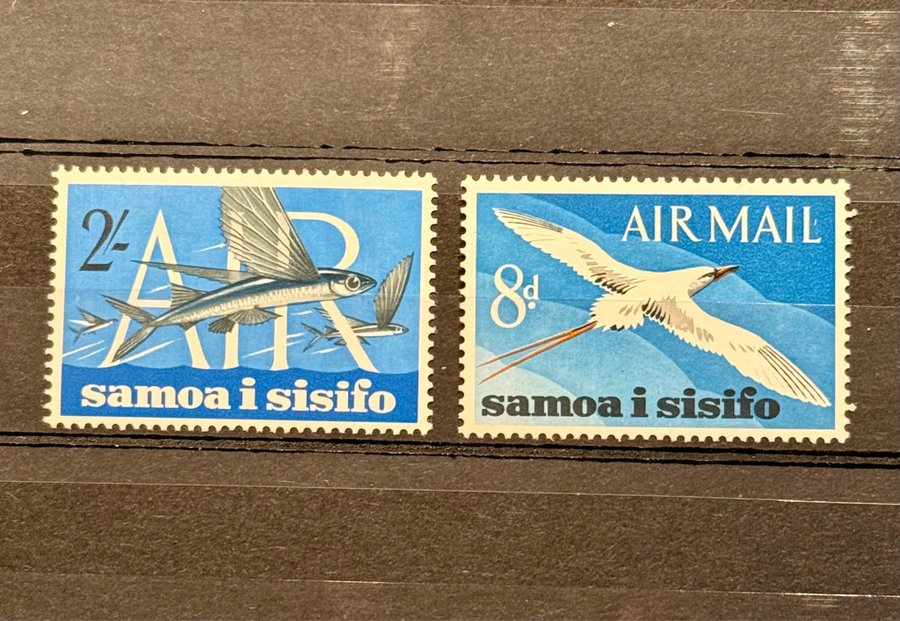 2/-
AIR
samoa i sisifo
AIR MAIL
8d.
samoa i sisifo